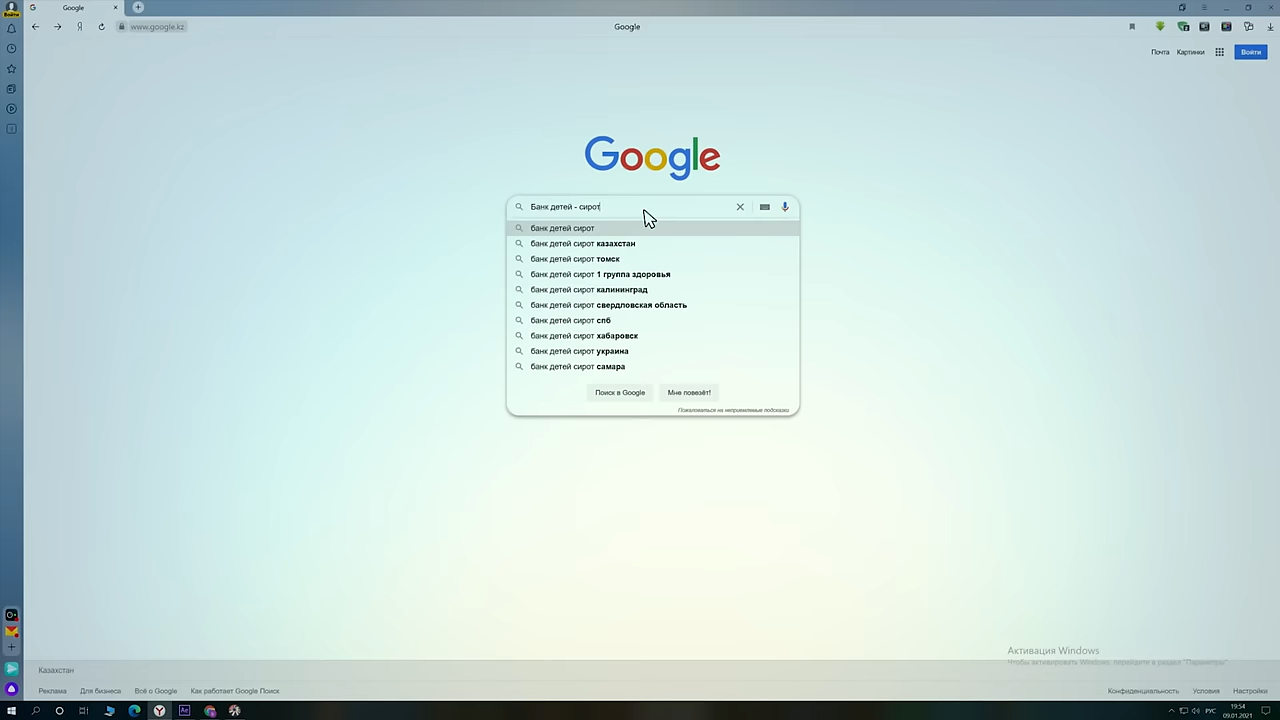 Войти
Google
www.google.kz
Google
Почта
Картинки
Войти
Google
Банк детей - сирот
банк детей сирот
банк детей сирот казахстан
банк детей сирот томск
банк детей сирот 1 группа здоровья
банк детей сирот калининград
банк детей сирот свердловская область
банк детей сирот спб
банк детей сирот хабаровск
банк детей сирот украина
банк детей сирот самара
Поиск в Google
Мне повезёт!
Пожаловаться на неприемлемые подсказки
Активация Windows
Чтобы активировать Windows, перейдите в раздел "Параметры"
Казахстан
Реклама
Для бизнеса
Всё о Google
Как работает Google Поиск
Конфиденциальность
Условия
Настройки
Ae
РУС
19:54
09.01.2021